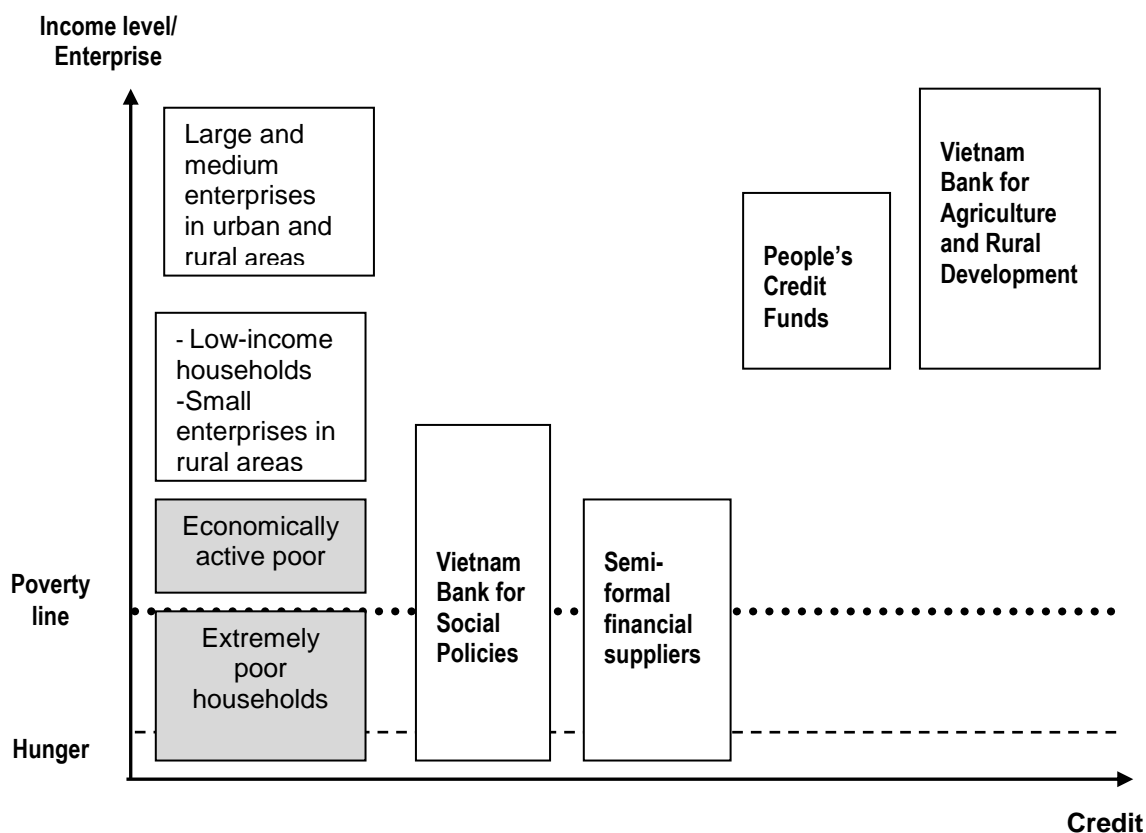 Income level/
Enterprise
Large and
medium
enterprises
in urban and
rural areas
- Low-income
households
-Small
enterprises in
rural areas
Economically
active poor
Extremely
poor
households
Poverty
line
Hunger
Vietnam
Bank for
Social
Policies
Semi-
formal
financial
suppliers
People’s
Credit
Funds
Vietnam
Bank for
Agriculture
and Rural
Development
Credit